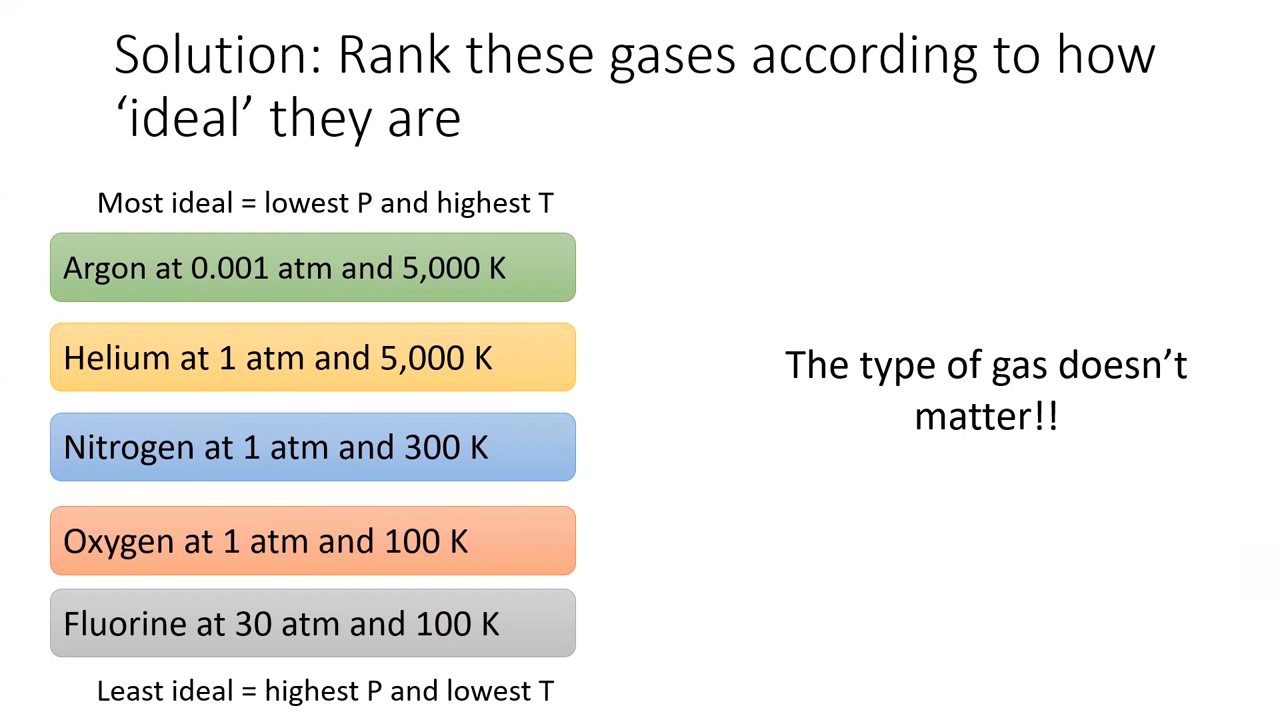 Solution: Rank these gases according to how
‘ideal’ they are
Most ideal = lowest P and highest T
Argon at 0.001 atm and 5,000 K
Helium at 1 atm and 5,000 K
Nitrogen at 1 atm and 300 K
Oxygen at 1 atm and 100 K
Fluorine at 30 atm and 100 K
Least ideal = highest P and lowest T
The type of gas doesn’t
matter!!